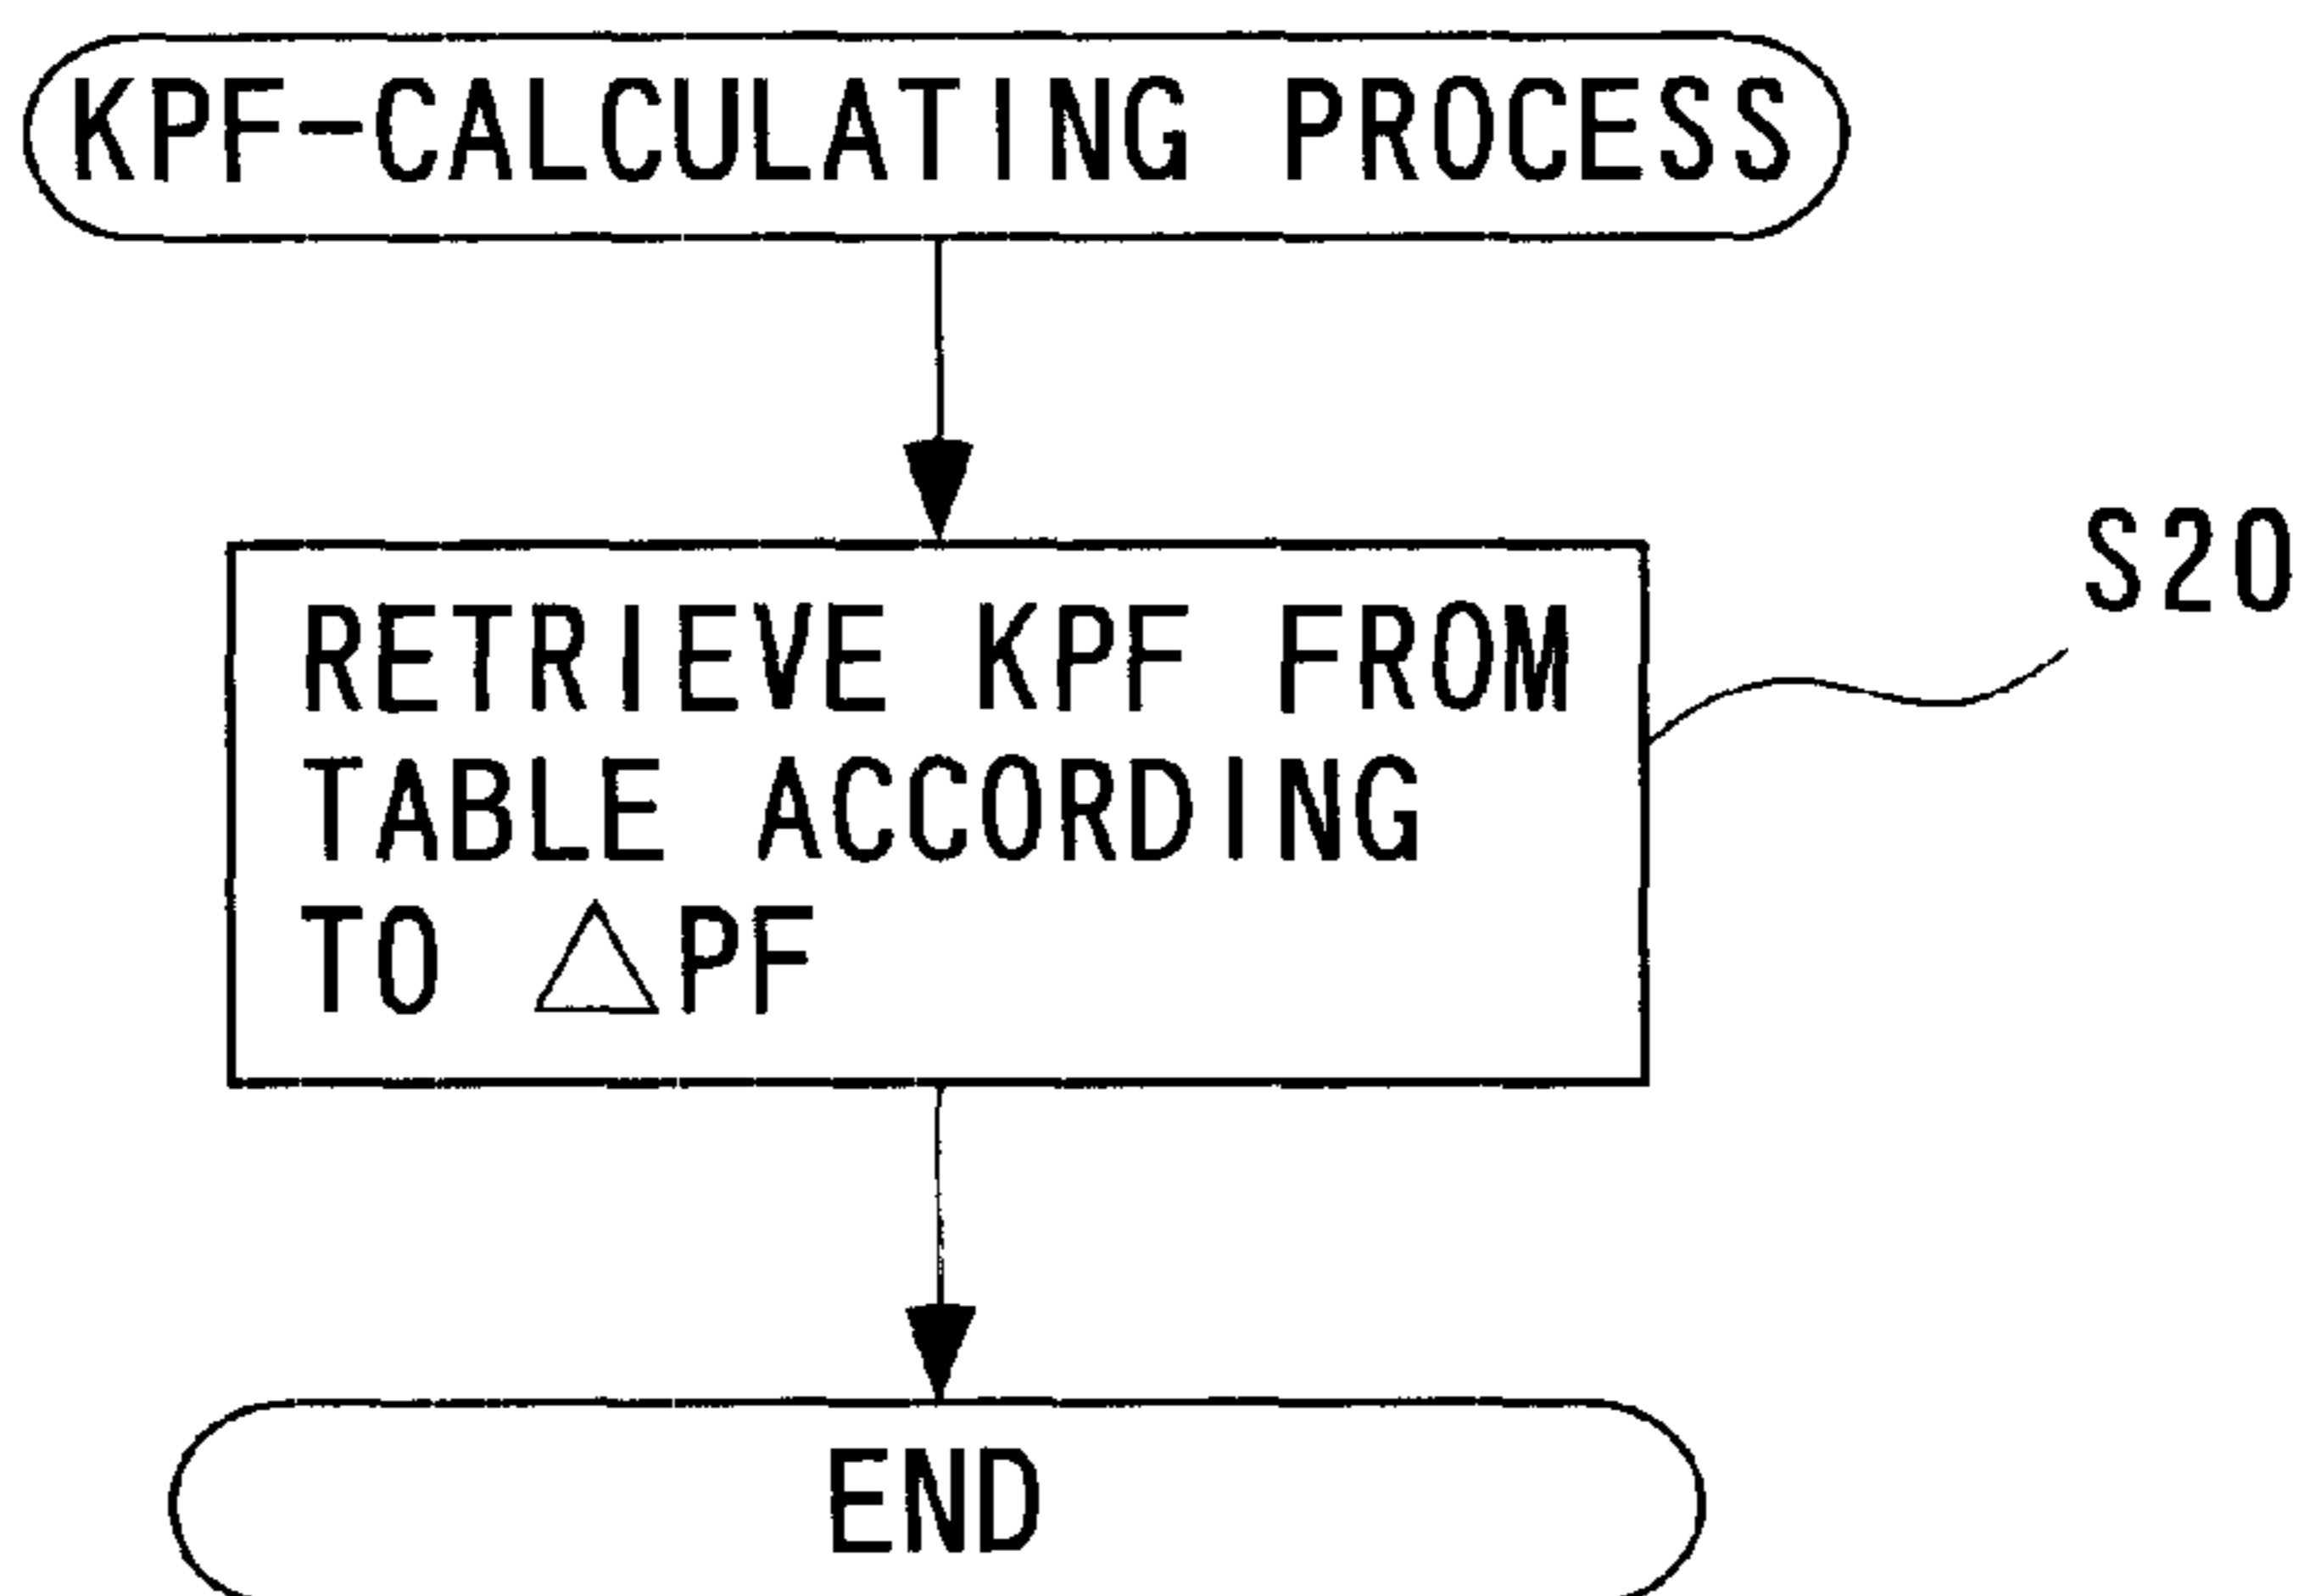 KPF-CALCULATING PROCESS
S20
RETRIEVE KPF FROM
TABLE ACCORDING
TO △PF
END